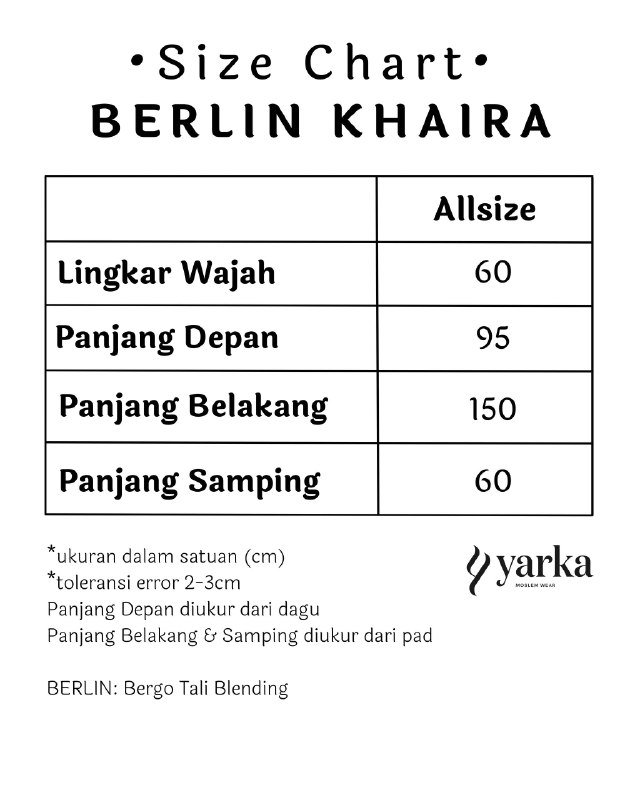 •Size Chart•
BERLIN KHAIRA
Allsize
Lingkar Wajah 60
Panjang Depan 95
Panjang Belakang 150
Panjang Samping 60
*ukuran dalam satuan (cm)
*toleransi error 2-3cm
Panjang Depan diukur dari dagu
Panjang Belakang & Samping diukur dari pad
BERLIN: Bergo Tali Blending
yarka
MOSLEM WEAR